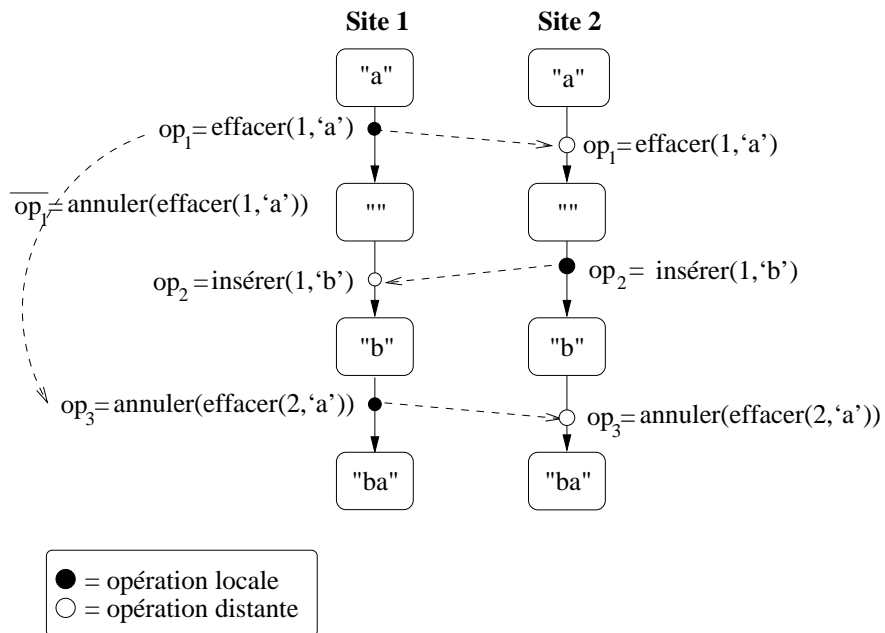 Site 1 Site 2
"a" "a"
op1=effacer(1,‘a’) op1=effacer(1,‘a’)
op1=annuler(effacer(1,‘a’)) "" ""
op2=insérer(1,‘b’) op2= insérer(1,‘b’)
"b" "b"
op3=annuler(effacer(2,‘a’)) op3=annuler(effacer(2,‘a’))
"ba" "ba"
= opération locale
= opération distante